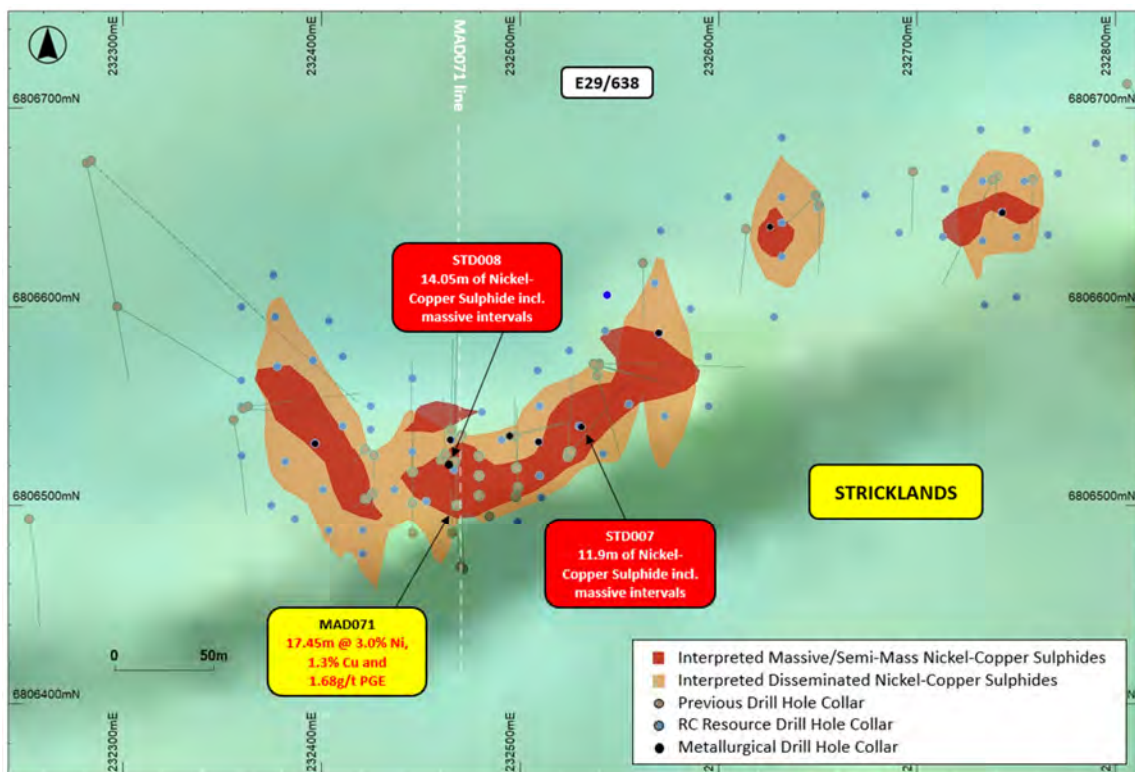 232300mE
232400mE
232500mE
232600mE
232700mE
232800mE
MAD071 line
E29/638
6806700mN
6806700mN
STD008
14.05m of Nickel-
Copper Sulphide incl.
massive intervals
6806600mN
6806600mN
STRICKLANDS
6806500mN
6806500mN
STD007
11.9m of Nickel-
Copper Sulphide incl.
massive intervals
MAD071
17.45m @ 3.0% Ni,
1.3% Cu and
1.68g/t PGE
0 50m
Interpreted Massive/Semi-Mass Nickel-Copper Sulphides
Interpreted Disseminated Nickel-Copper Sulphides
Previous Drill Hole Collar
RC Resource Drill Hole Collar
Metallurgical Drill Hole Collar
6806400mN
232300mE
232400mE
232500mE